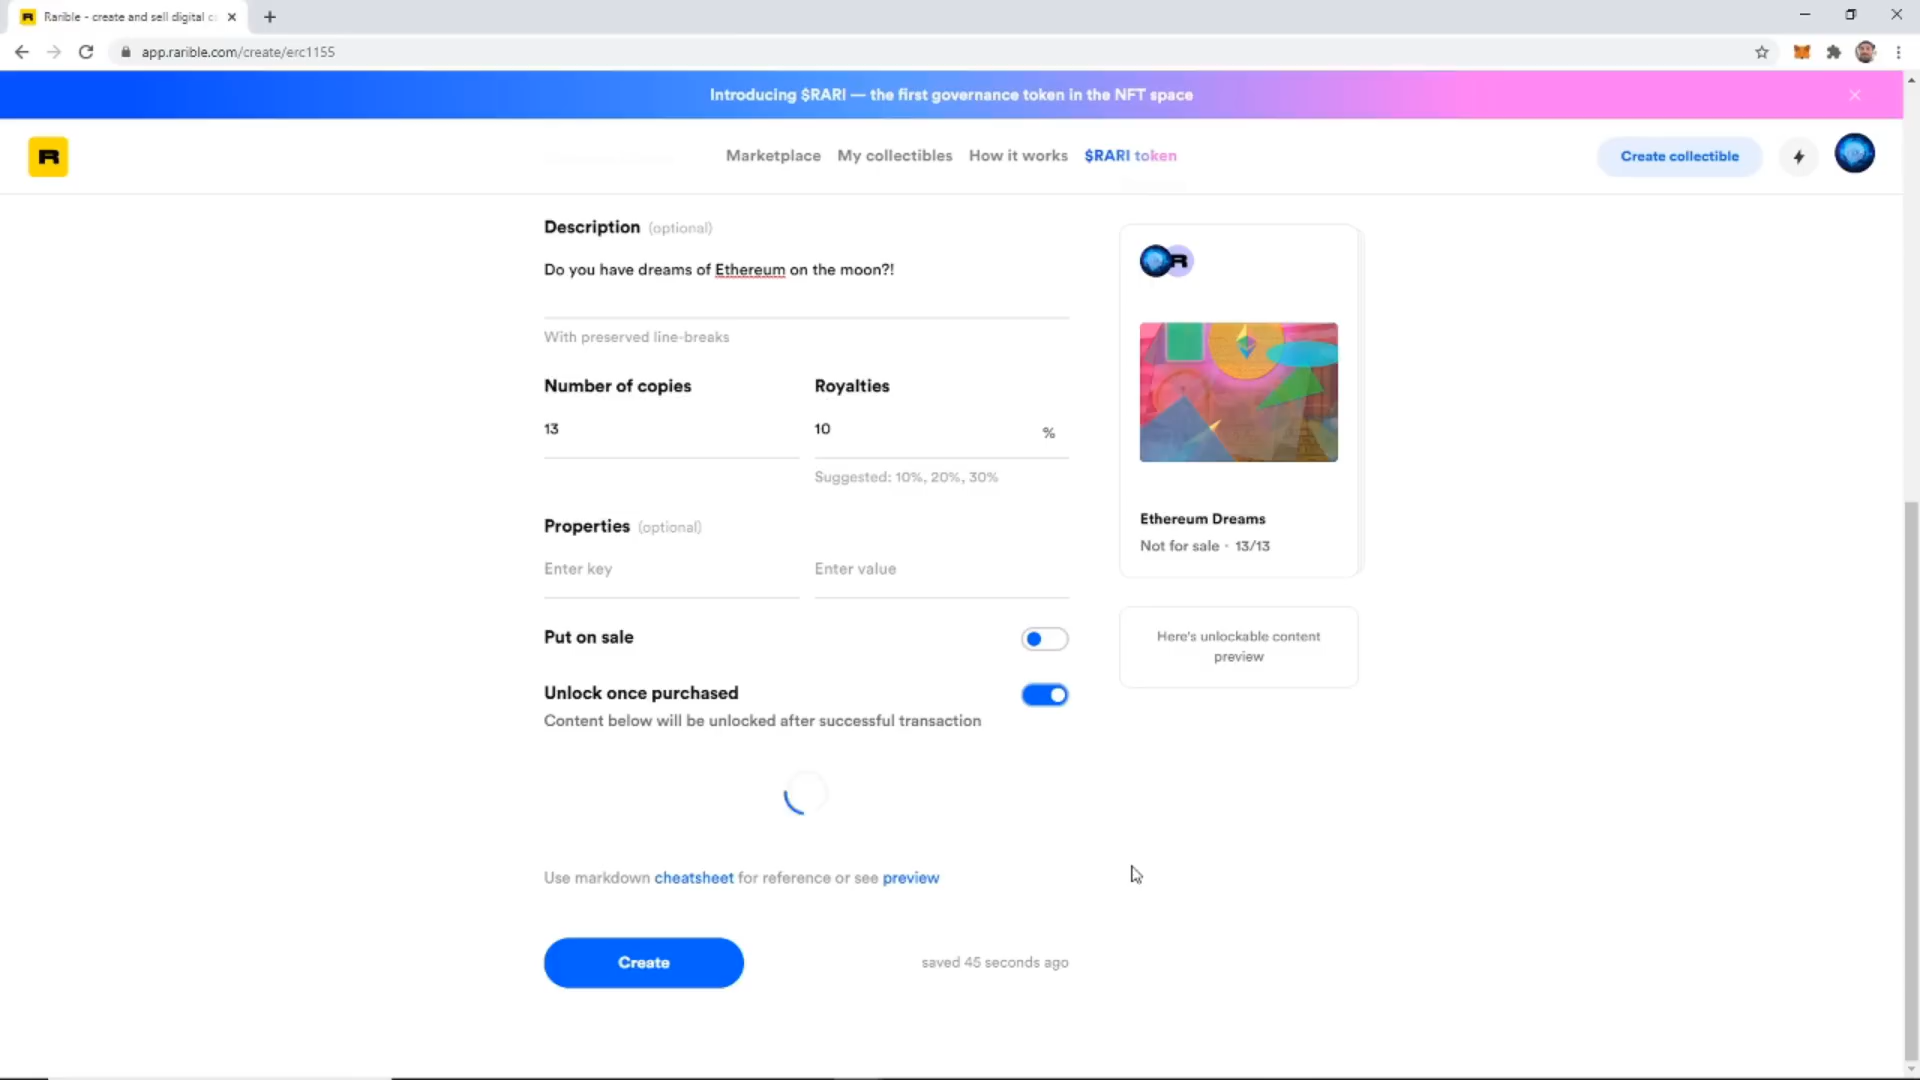 Rarible - create and sell digital c
app.rarible.com/create/erc1155
Introducing $RARI — the first governance token in the NFT space
R
Marketplace
My collectibles
How it works
$RARI token
Create collectible
Description (optional)
Do you have dreams of Ethereum on the moon?!
With preserved line-breaks
Number of copies
Royalties
13
10
%
Suggested: 10%, 20%, 30%
Properties (optional)
Enter key
Enter value
Put on sale
Unlock once purchased
Content below will be unlocked after successful transaction
Use markdown cheatsheet for reference or see preview
Create
saved 45 seconds ago
R
Ethereum Dreams
Not for sale · 13/13
Here's unlockable content
preview